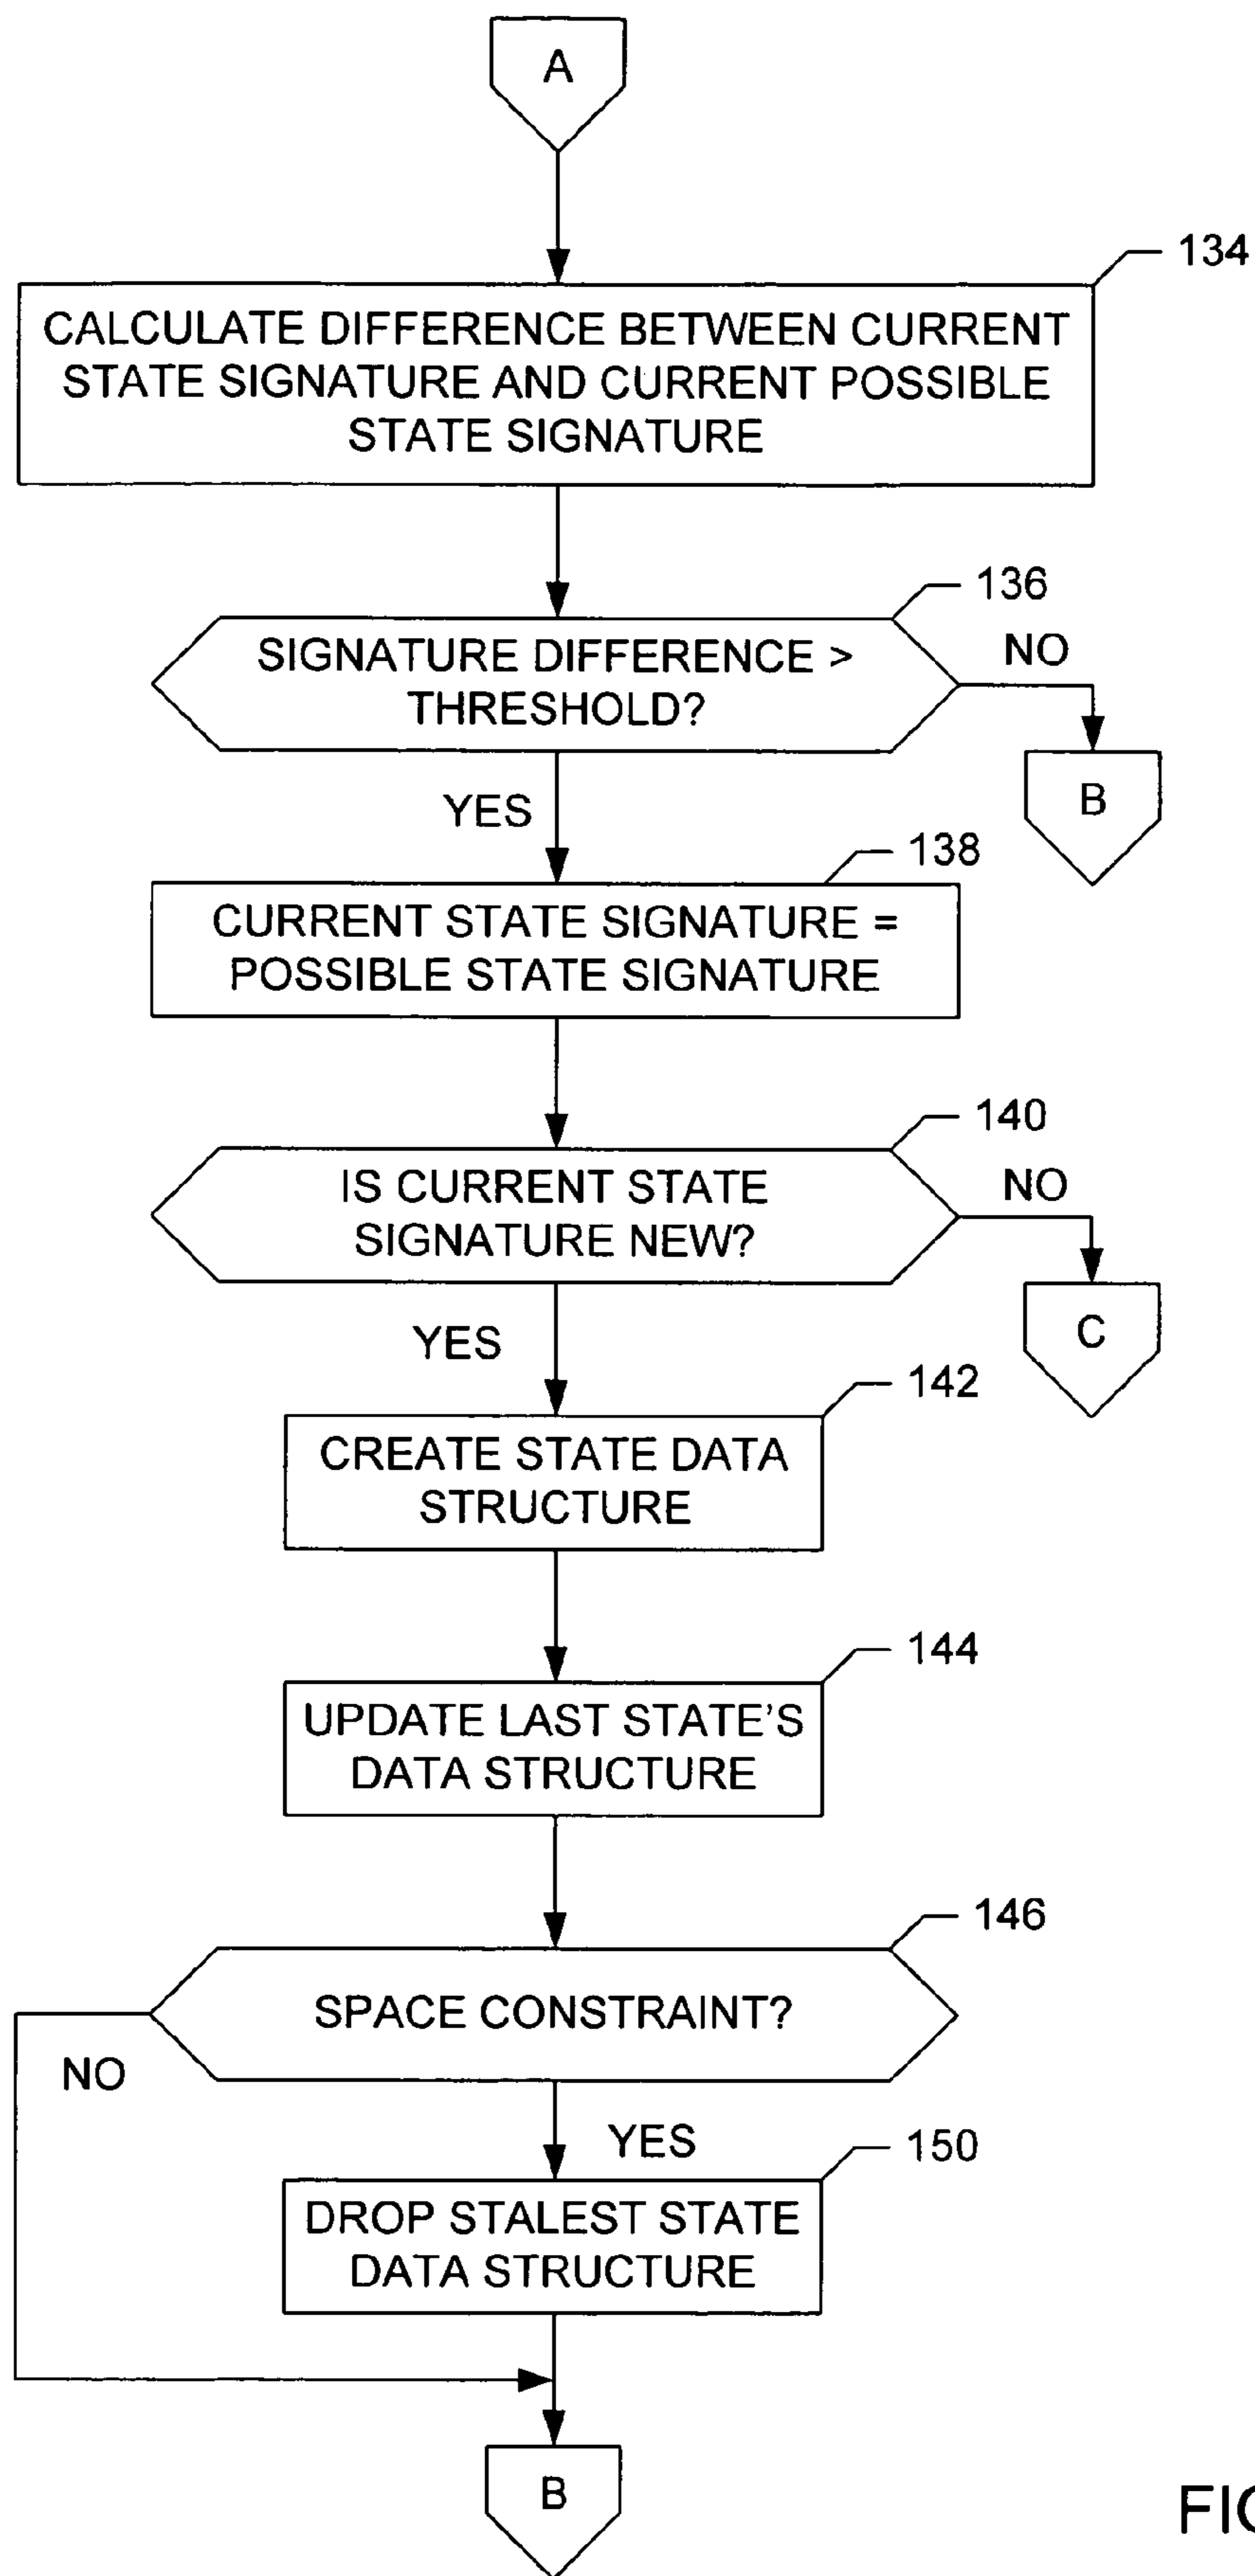 A
134
CALCULATE DIFFERENCE BETWEEN CURRENT
STATE SIGNATURE AND CURRENT POSSIBLE
STATE SIGNATURE
136
SIGNATURE DIFFERENCE >
THRESHOLD?
NO
B
YES
138
CURRENT STATE SIGNATURE =
POSSIBLE STATE SIGNATURE
140
IS CURRENT STATE
SIGNATURE NEW?
NO
C
YES
142
CREATE STATE DATA
STRUCTURE
144
UPDATE LAST STATE'S
DATA STRUCTURE
146
SPACE CONSTRAINT?
NO
YES
150
DROP STALEST STATE
DATA STRUCTURE
B